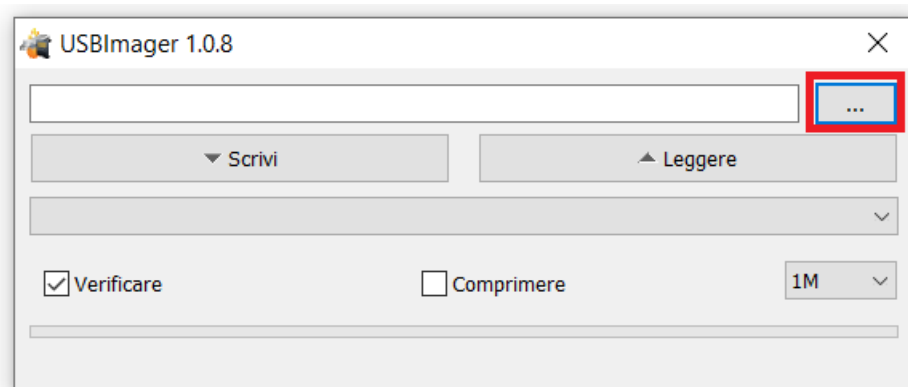 USBImager 1.0.8
...
Scrivi
Leggere
Verificare
Comprimere
1M